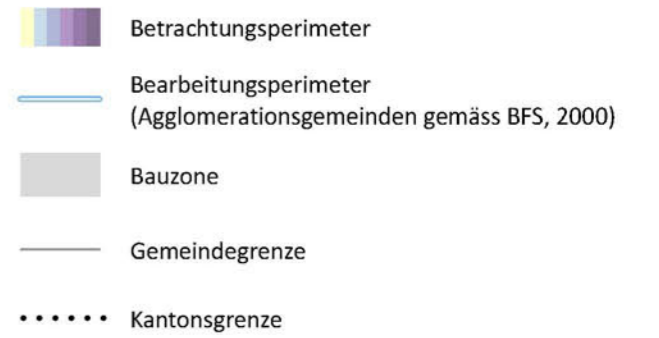 Betrachtungsperimeter
Bearbeitungsperimeter
(Agglomerationsgemeinden gemäss BFS, 2000)
Bauzone
Gemeindegrenze
Kantonsgrenze